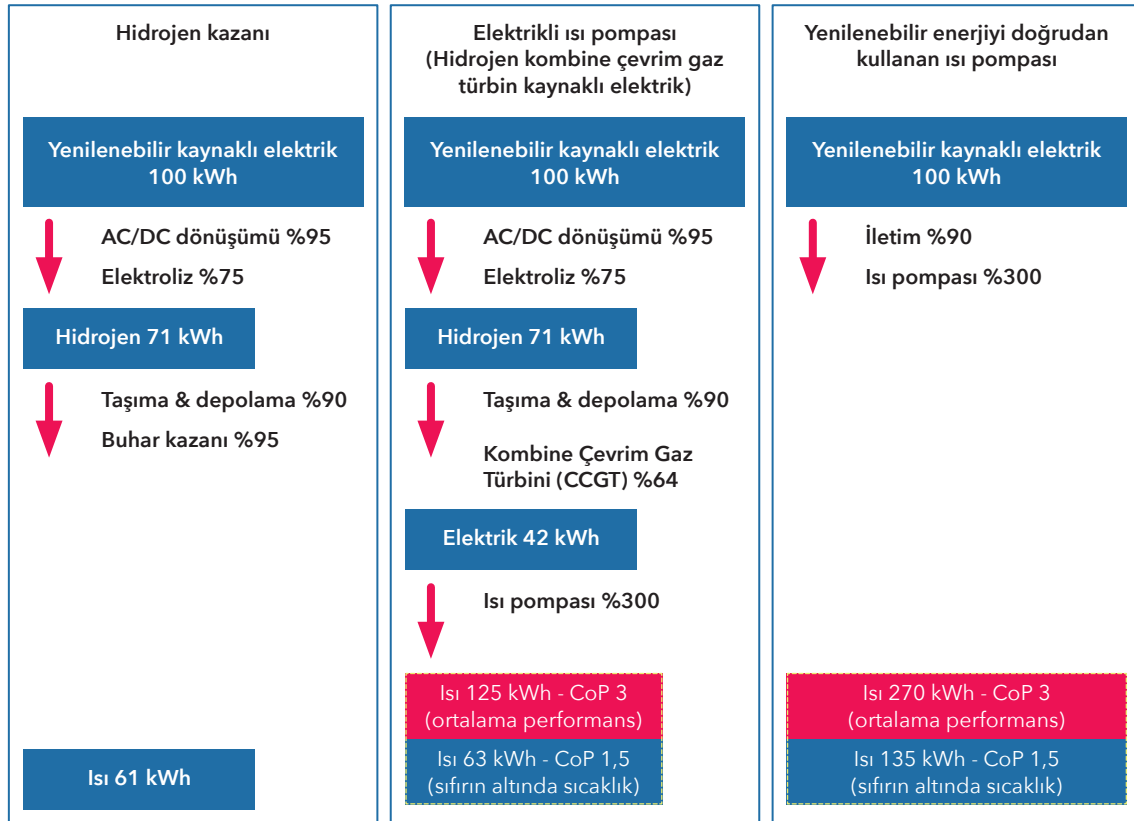 Hidrojen kazanı
Yenilenebilir kaynaklı elektrik
100 kWh
AC/DC dönüşümü %95
Elektroliz %75
Hidrojen 71 kWh
Taşıma & depolama %90
Buhar kazanı %95
Isı 61 kWh
Elektrikli ısı pompası
(Hidrojen kombine çevrim gaz
türbin kaynaklı elektrik)
Yenilenebilir kaynaklı elektrik
100 kWh
AC/DC dönüşümü %95
Elektroliz %75
Hidrojen 71 kWh
Taşıma & depolama %90
Kombine Çevrim Gaz
Türbini (CCGT) %64
Elektrik 42 kWh
Isı pompası %300
Isı 125 kWh - CoP 3
(ortalama performans)
Isı 63 kWh - CoP 1,5
(sıfırın altında sıcaklık)
Yenilenebilir enerjiyi doğrudan
kullanan ısı pompası
Yenilenebilir kaynaklı elektrik
100 kWh
İletim %90
Isı pompası %300
Isı 270 kWh - CoP 3
(ortalama performans)
Isı 135 kWh - CoP 1,5
(sıfırın altında sıcaklık)